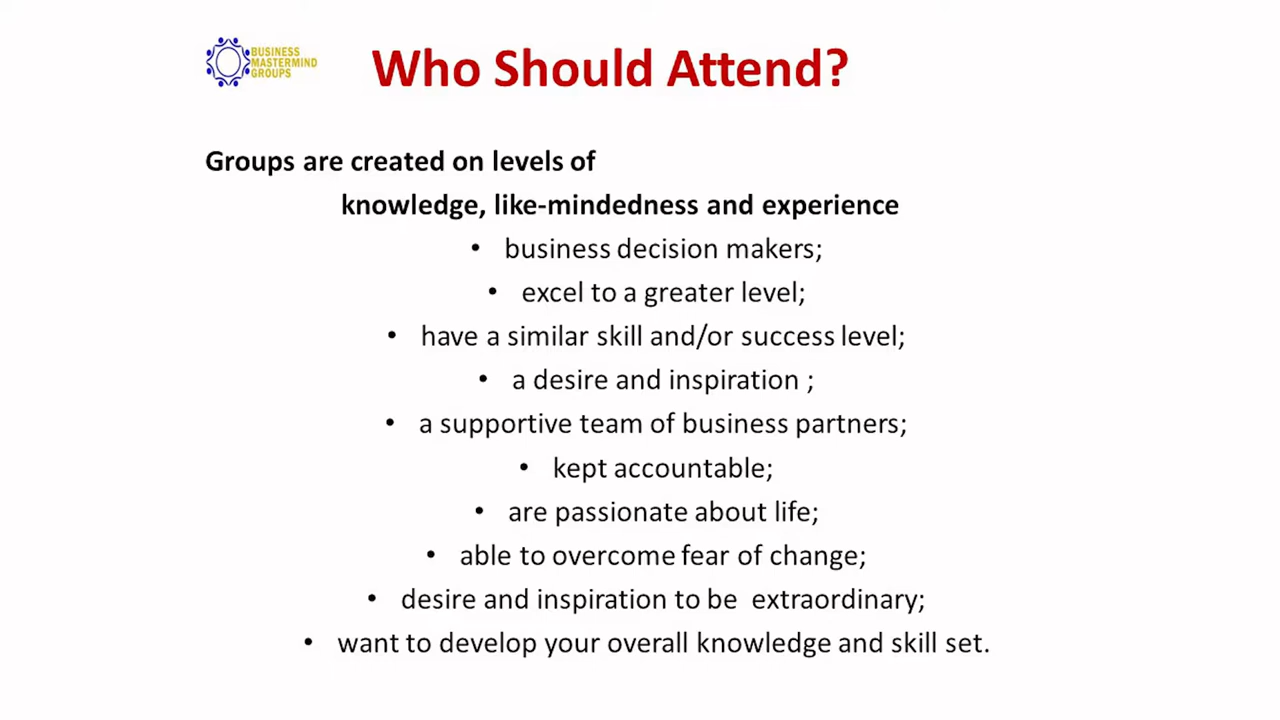 BUSINESS
MASTERMIND
GROUPS
Who Should Attend?
Groups are created on levels of
knowledge, like-mindedness and experience
• business decision makers;
• excel to a greater level;
• have a similar skill and/or success level;
• a desire and inspiration ;
• a supportive team of business partners;
• kept accountable;
• are passionate about life;
• able to overcome fear of change;
• desire and inspiration to be  extraordinary;
• want to develop your overall knowledge and skill set.